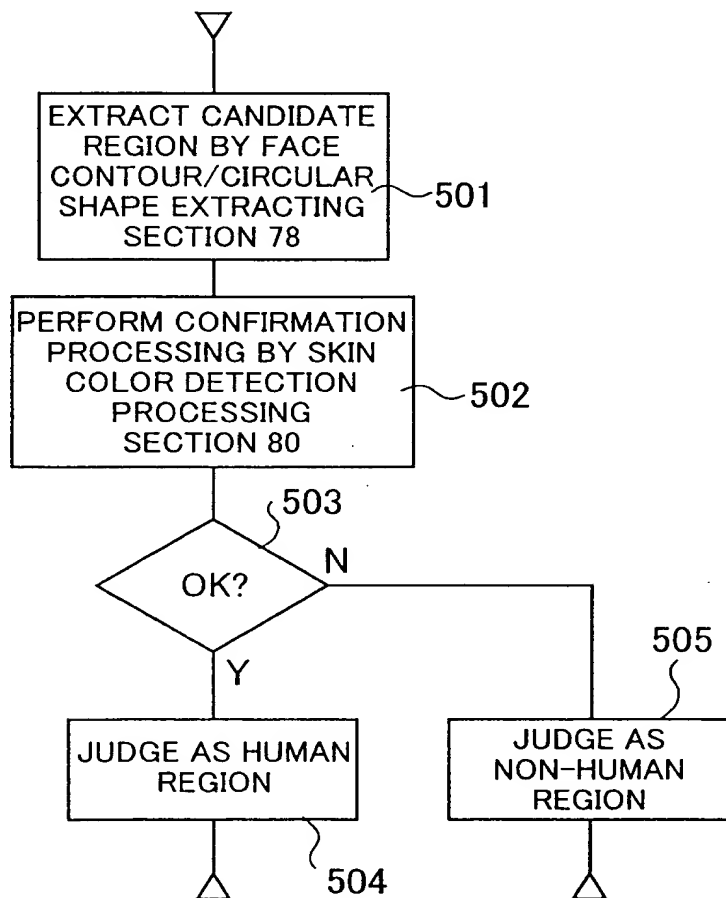 EXTRACT CANDIDATE
REGION BY FACE
CONTOUR/CIRCULAR
SHAPE EXTRACTING
SECTION 78
501
PERFORM CONFIRMATION
PROCESSING BY SKIN
COLOR DETECTION
PROCESSING
SECTION 80
502
503
OK?
N
Y
JUDGE AS HUMAN
REGION
504
505
JUDGE AS
NON-HUMAN
REGION